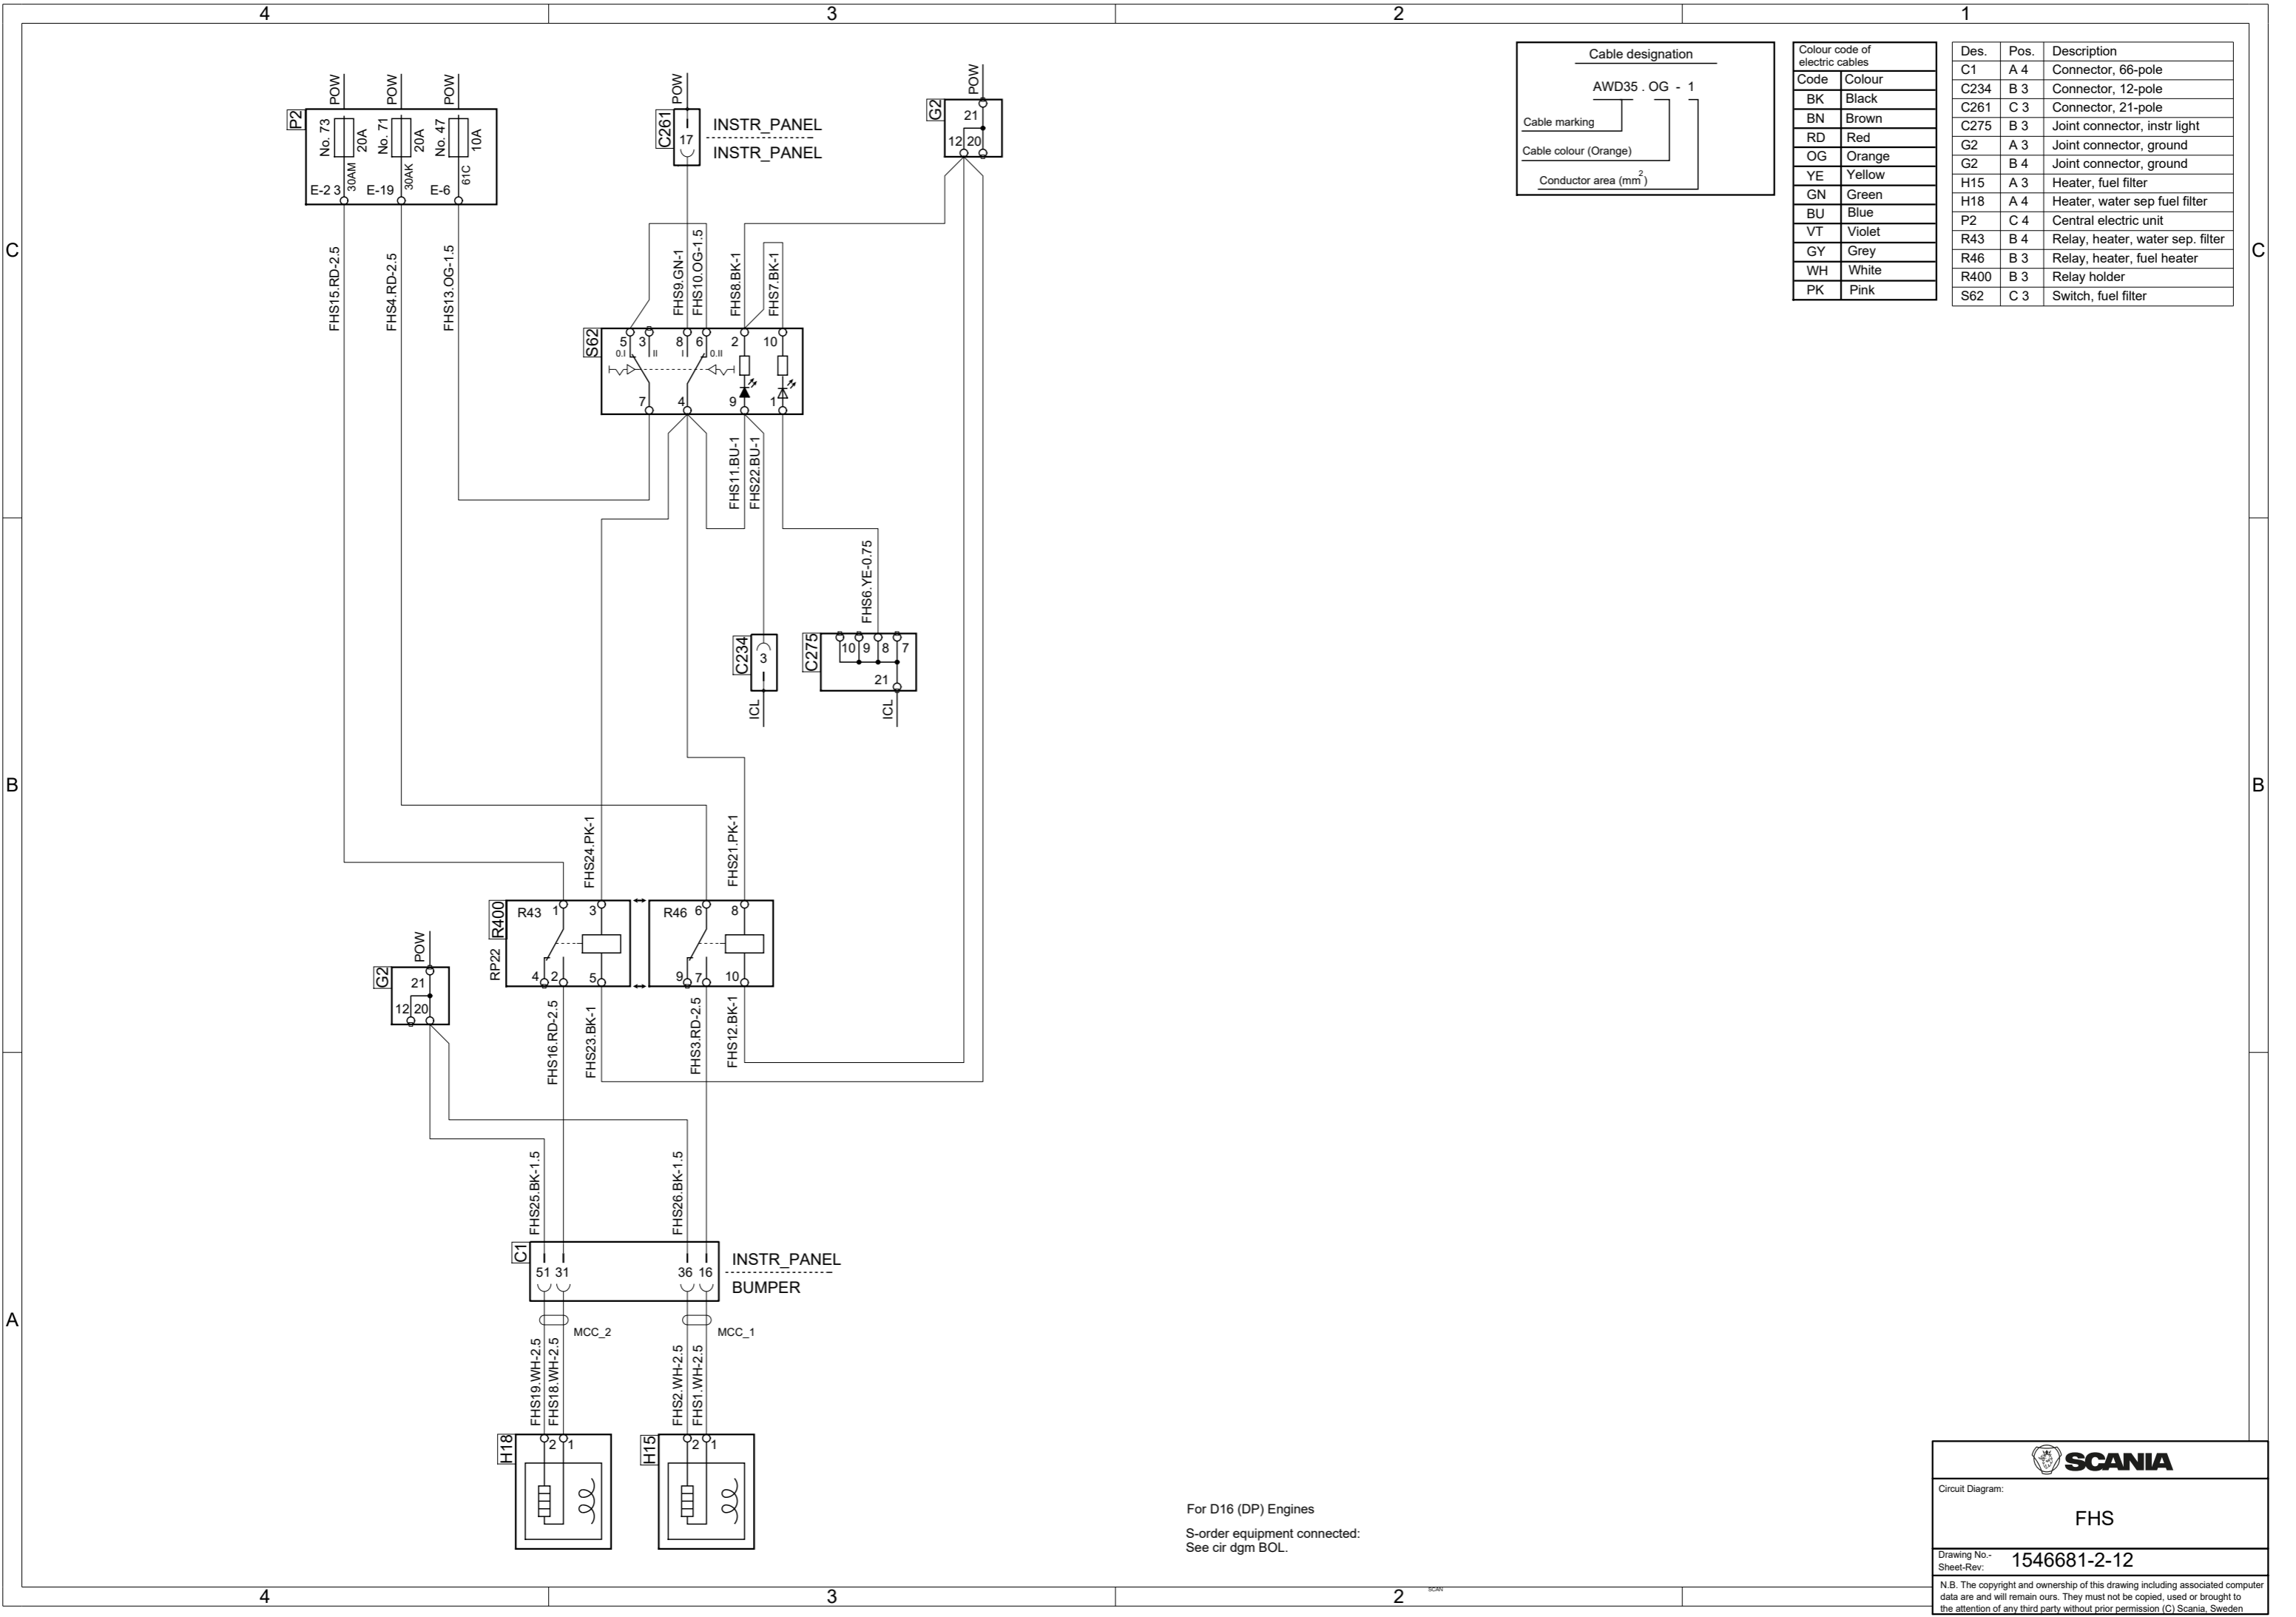 4 3 2 1
C C
B B
A A
POW POW POW
P2
No. 73 20A 30AM E-2 3
No. 71 20A 30AK E-19
No. 47 10A 61C E-6
POW
C261
17
INSTR_PANEL
INSTR_PANEL
POW
G2
21
12 20
Cable designation
AWD35 . OG - 1
Cable marking
Cable colour (Orange)
Conductor area (mm2)
Colour code of
electric cables
Code Colour
BK Black
BN Brown
RD Red
OG Orange
YE Yellow
GN Green
BU Blue
VT Violet
GY Grey
WH White
PK Pink
Des. Pos. Description
C1 A 4 Connector, 66-pole
C234 B 3 Connector, 12-pole
C261 C 3 Connector, 21-pole
C275 B 3 Joint connector, instr light
G2 A 3 Joint connector, ground
G2 B 4 Joint connector, ground
H15 A 3 Heater, fuel filter
H18 A 4 Heater, water sep fuel filter
P2 C 4 Central electric unit
R43 B 4 Relay, heater, water sep. filter
R46 B 3 Relay, heater, fuel heater
R400 B 3 Relay holder
S62 C 3 Switch, fuel filter
FHS15.RD-2.5
FHS4.RD-2.5
FHS13.OG-1.5
FHS9.GN-1
FHS10.OG-1.5
FHS8.BK-1
FHS7.BK-1
S62
5 3 8 6 2 10
0.I II I 0.II
7 4 9 1
FHS11.BU-1
FHS22.BU-1
FHS6.YE-0.75
C234
3
ICL
C275
10 9 8 7
21
ICL
FHS24.PK-1
FHS21.PK-1
R400
RP22
R43 1 3
4 2 5
R46 6 8
9 7 10
POW
G2
21
12 20
FHS16.RD-2.5
FHS23.BK-1
FHS3.RD-2.5
FHS12.BK-1
FHS25.BK-1.5
FHS26.BK-1.5
C1
51 31 36 16
INSTR_PANEL
BUMPER
MCC_2
MCC_1
FHS19.WH-2.5
FHS18.WH-2.5
FHS2.WH-2.5
FHS1.WH-2.5
H18
2 1
H15
2 1
For D16 (DP) Engines
S-order equipment connected:
See cir dgm BOL.
SCANIA
Circuit Diagram:
FHS
Drawing No.-
Sheet-Rev:
1546681-2-12
N.B. The copyright and ownership of this drawing including associated computer
data are and will remain ours. They must not be copied, used or brought to
the attention of any third party without prior permission (C) Scania, Sweden
4 3 2
SCAN